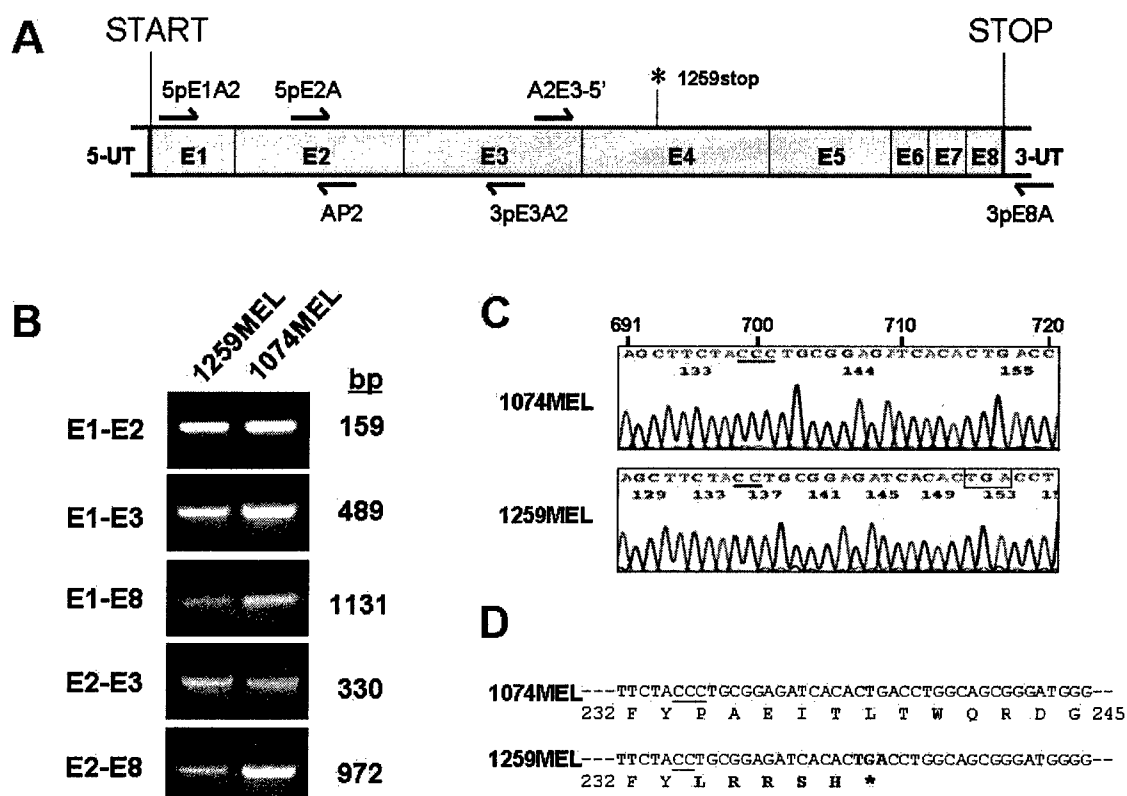 A
START
STOP
5pE1A2
5pE2A
A2E3-5'
* 1259stop
5-UT
E1
E2
E3
E4
E5
E6
E7
E8
3-UT
AP2
3pE3A2
3pE8A
B
1259MEL
1074MEL
bp
E1-E2
159
E1-E3
489
E1-E8
1131
E2-E3
330
E2-E8
972
C
691
700
710
720
1074MEL
AGCTTCTACCCTGCGGAGATCACACTGACC
133
144
155
1259MEL
AGCTTCTACCTGCGGAGATCACACTGACCT
129 133 137 141 145 149 153
D
1074MEL---TTCTACCCTGCGGAGATCACACTGACCTGGCAGCGGGATGGG--
232 F Y P A E I T L T W Q R D G 245
1259MEL---TTCTACCTGCGGAGATCACACTGACCTGGCAGCGGGATGGGG--
232 F Y L R R S H *